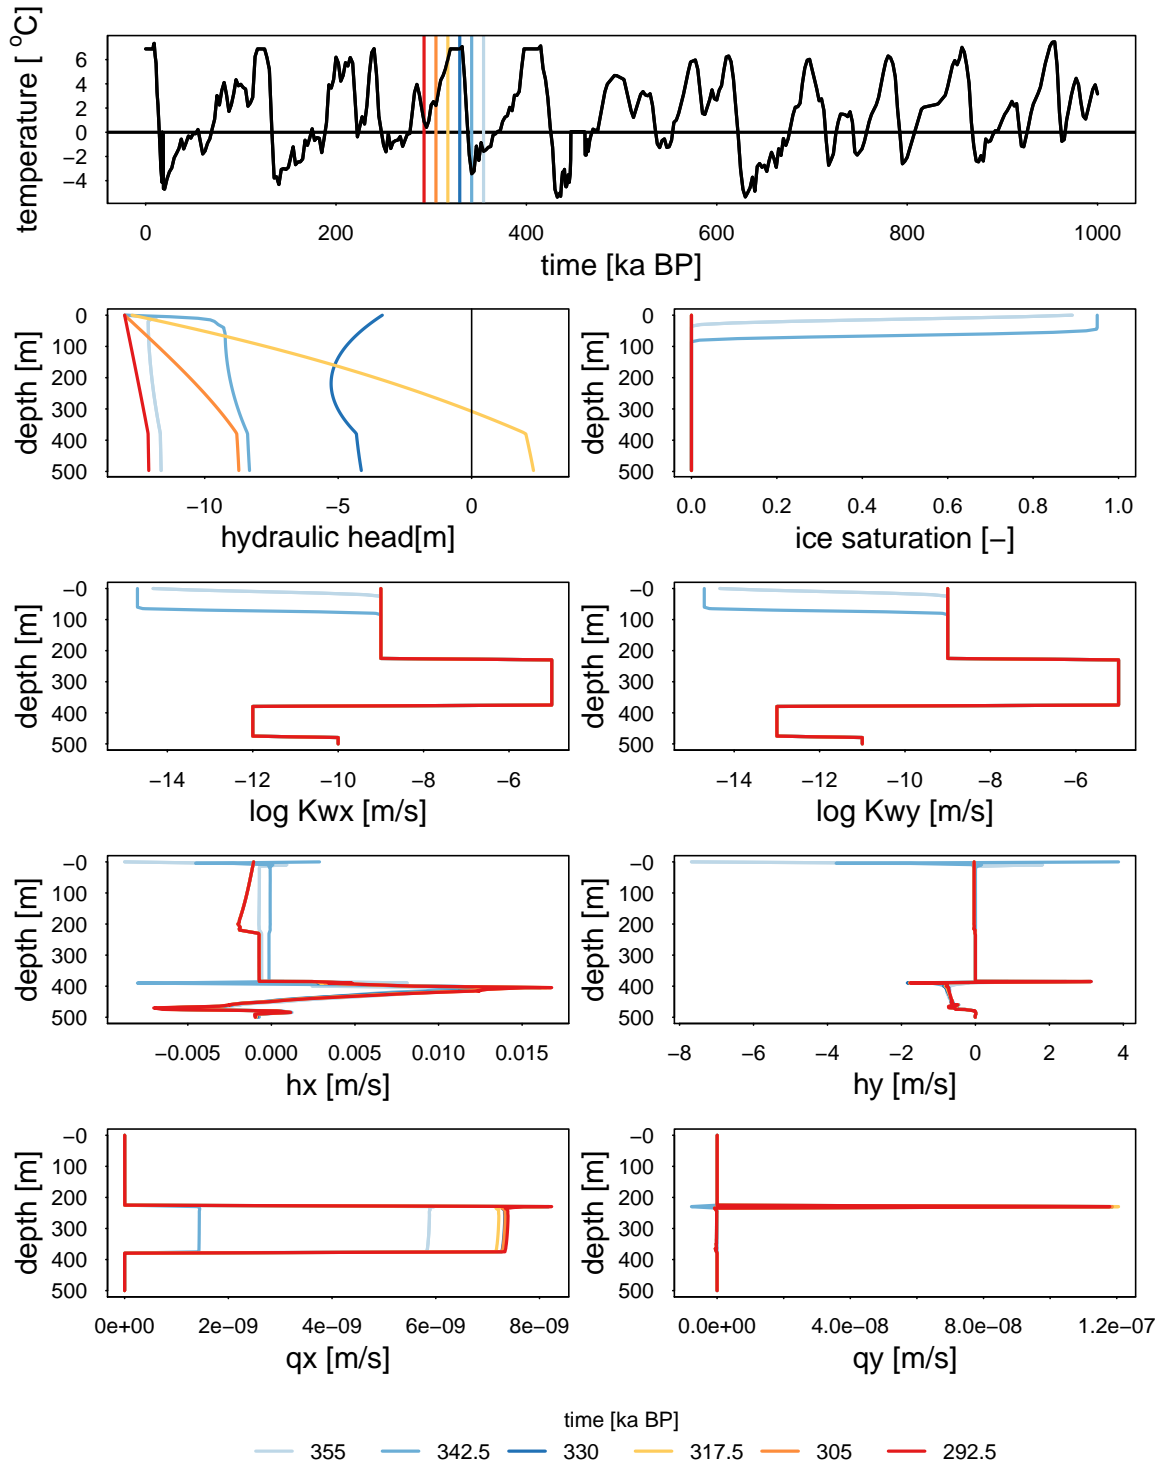 temperature [ °C]
6
4
2
0
−2
−4
0 200 400 600 800 1000
time [ka BP]
depth [m]
0
100
200
300
400
500
−10 −5 0
hydraulic head[m]
depth [m]
0
100
200
300
400
500
0.0 0.2 0.4 0.6 0.8 1.0
ice saturation [−]
depth [m]
−0
100
200
300
400
500
−14 −12 −10 −8 −6
log Kwx [m/s]
depth [m]
−0
100
200
300
400
500
−14 −12 −10 −8 −6
log Kwy [m/s]
depth [m]
−0
100
200
300
400
500
−0.005 0.000 0.005 0.010 0.015
hx [m/s]
depth [m]
−0
100
200
300
400
500
−8 −6 −4 −2 0 2 4
hy [m/s]
depth [m]
−0
100
200
300
400
500
0e+00 2e−09 4e−09 6e−09 8e−09
qx [m/s]
depth [m]
−0
100
200
300
400
500
0.0e+00 4.0e−08 8.0e−08 1.2e−07
qy [m/s]
time [ka BP]
355 342.5 330 317.5 305 292.5